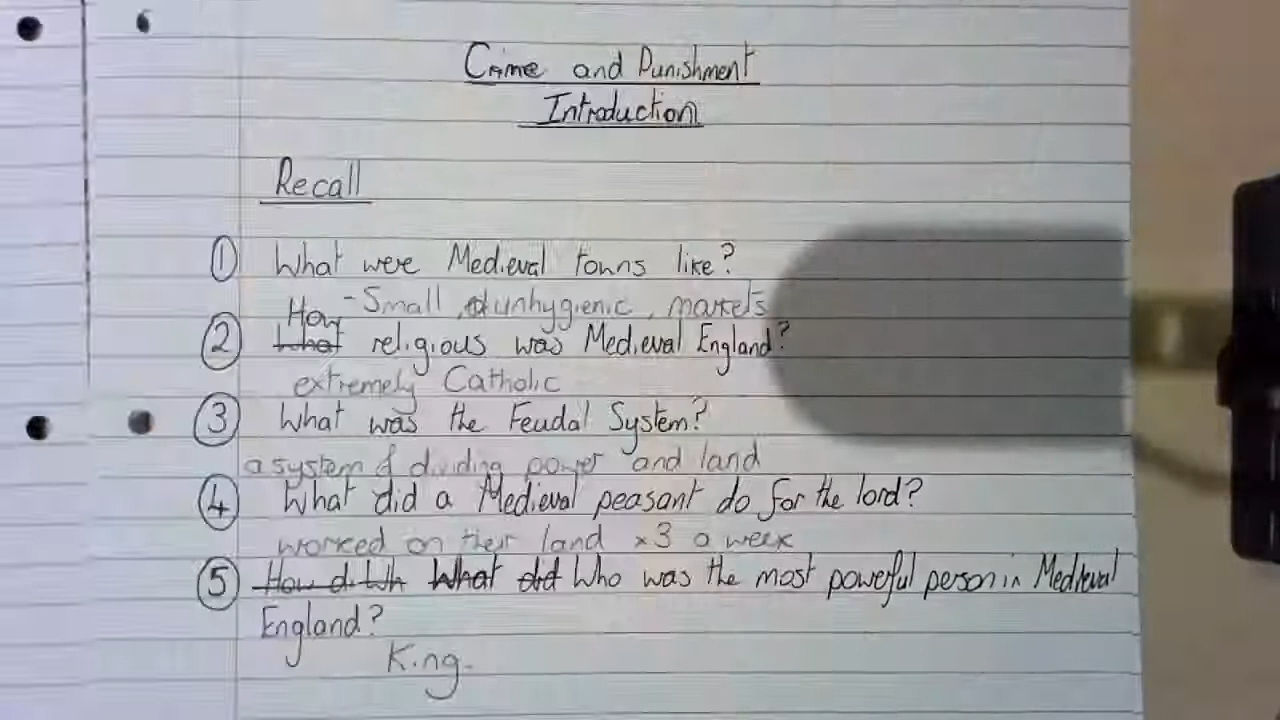 Crime and Punishment
Introduction
Recall
① What were Medieval towns like?
- Small, unhygienic, markets
How
② what religious was Medieval England?
extremely Catholic
③ What was the Feudal System?
a system of dividing power and land
④ What did a Medieval peasant do for the lord?
worked on their land x3 a week
⑤ What did Who was the most powerful person in Medieval
England?
King.